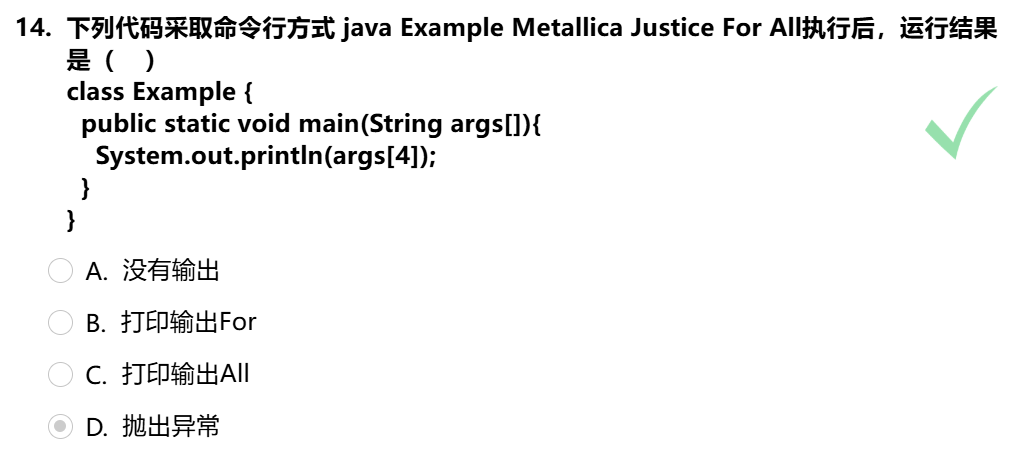 14. 下列代码采取命令行方式 java Example Metallica Justice For All执行后，运行结果
是（　）
class Example {
public static void main(String args[]){
System.out.println(args[4]);
}
}
A. 没有输出
B. 打印输出For
C. 打印输出All
D. 抛出异常